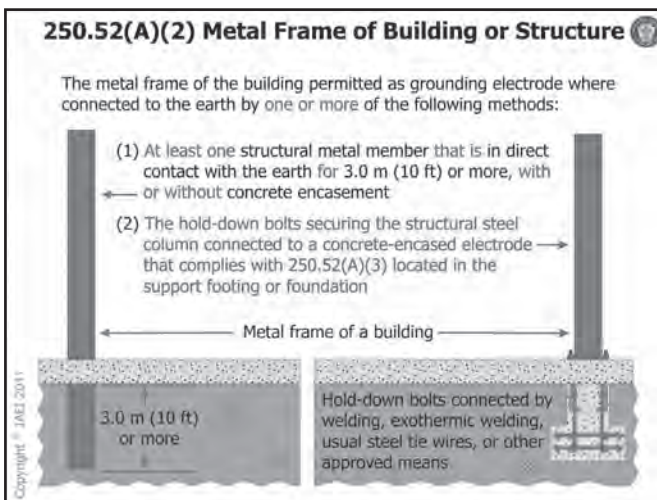 250.52(A)(2) Metal Frame of Building or Structure
The metal frame of the building permitted as grounding electrode where
connected to the earth by one or more of the following methods:
(1) At least one structural metal member that is in direct
contact with the earth for 3.0 m (10 ft) or more, with
or without concrete encasement
(2) The hold-down bolts securing the structural steel
column connected to a concrete-encased electrode
that complies with 250.52(A)(3) located in the
support footing or foundation
Metal frame of a building
3.0 m (10 ft)
or more
Hold-down bolts connected by
welding, exothermic welding,
usual steel tie wires, or other
approved means
Copyright © IAEI 2011